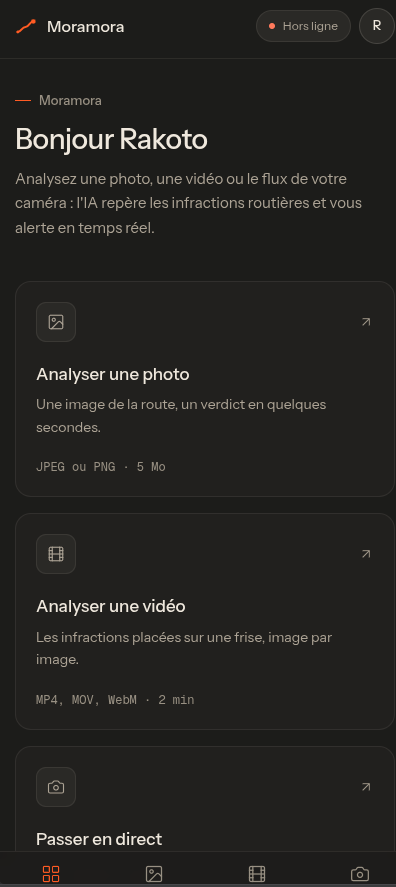 Moramora
Hors ligne
R
Moramora
Bonjour Rakoto
Analysez une photo, une vidéo ou le flux de votre
caméra : l'IA repère les infractions routières et vous
alerte en temps réel.
Analyser une photo
Une image de la route, un verdict en quelques
secondes.
JPEG ou PNG · 5 Mo
Analyser une vidéo
Les infractions placées sur une frise, image par
image.
MP4, MOV, WebM · 2 min
Passer en direct